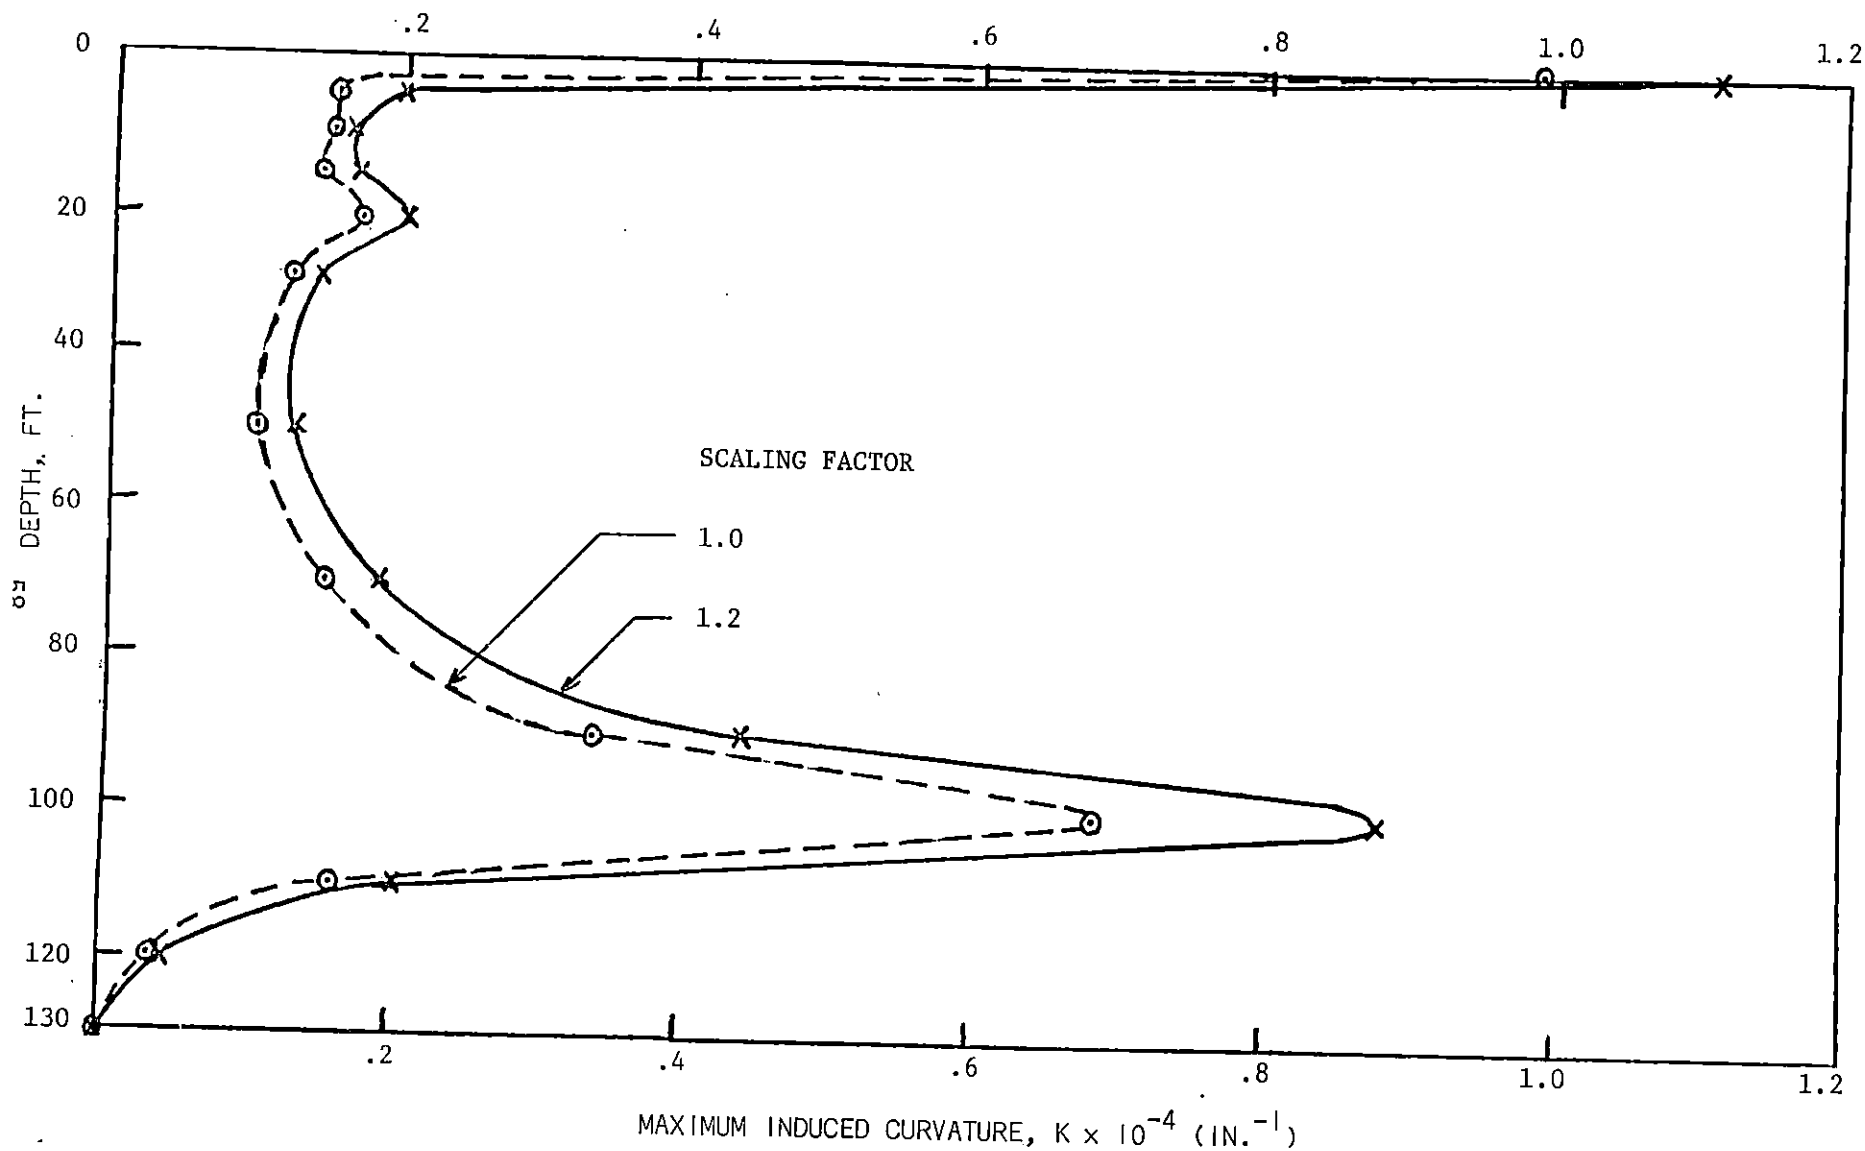 .2 .4 .6 .8 1.0 1.2
0
20
40
60
80
100
120
130
DEPTH, FT.
59
SCALING FACTOR
1.0
1.2
.2 .4 .6 .8 1.0 1.2
MAXIMUM INDUCED CURVATURE, K x 10⁻⁴ (IN.⁻¹)